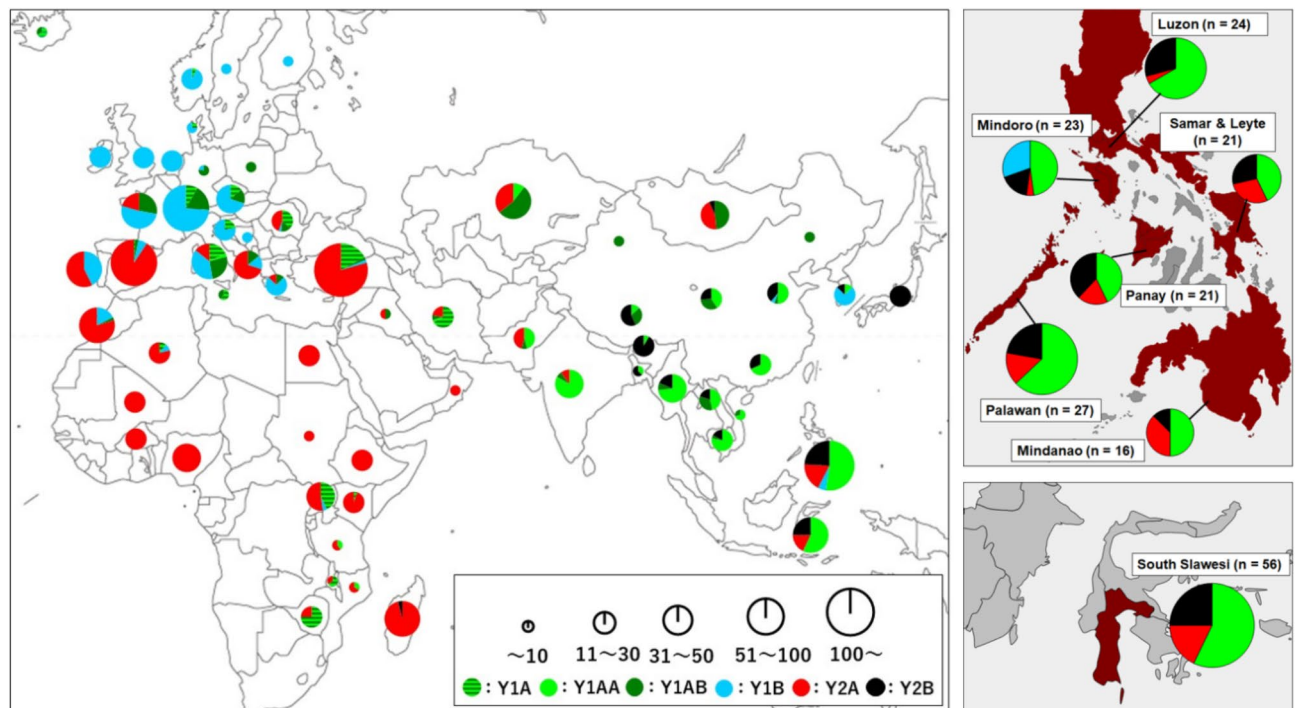 Luzon (n = 24)
Mindoro (n = 23)
Samar & Leyte
(n = 21)
Panay (n = 21)
Palawan (n = 27)
Mindanao (n = 16)
South Slawesi (n = 56)
～10 11～30 31～50 51～100 100～
: Y1A : Y1AA : Y1AB : Y1B : Y2A : Y2B